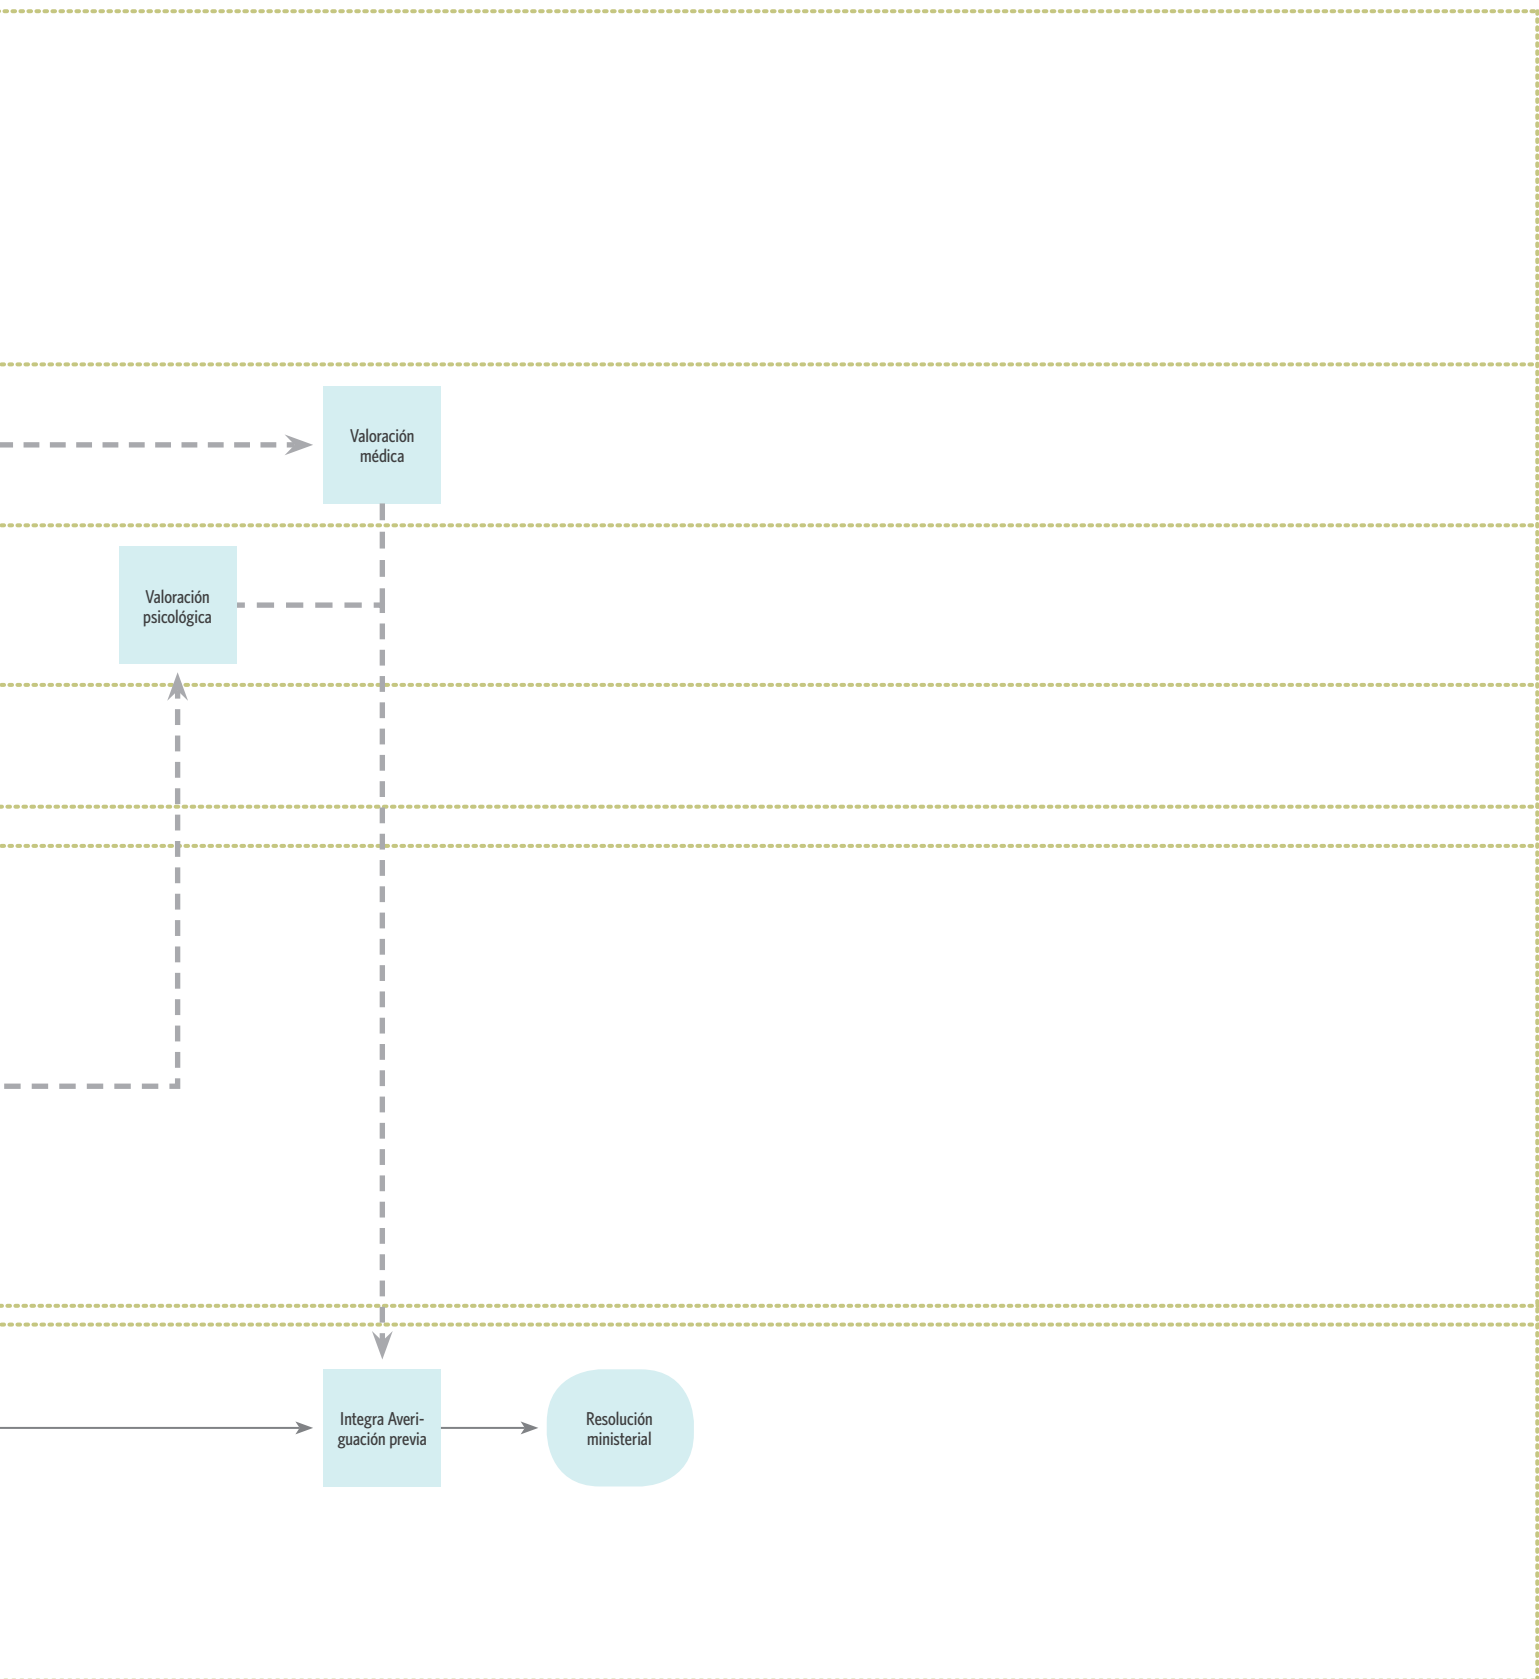 Valoración
médica
Valoración
psicológica
Integra Averi-
guación previa
Resolución
ministerial